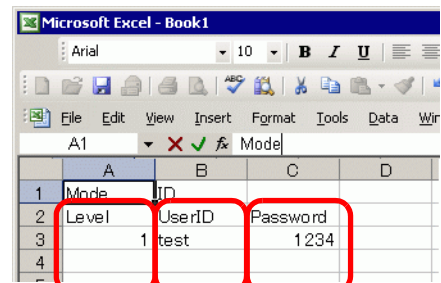 Microsoft Excel - Book1
Arial 10 B I U
ABC
File Edit View Insert Format Tools Data
A1 fx Mode
A B C D
1 Mode ID
2 Level UserID Password
3 1 test 1234
4